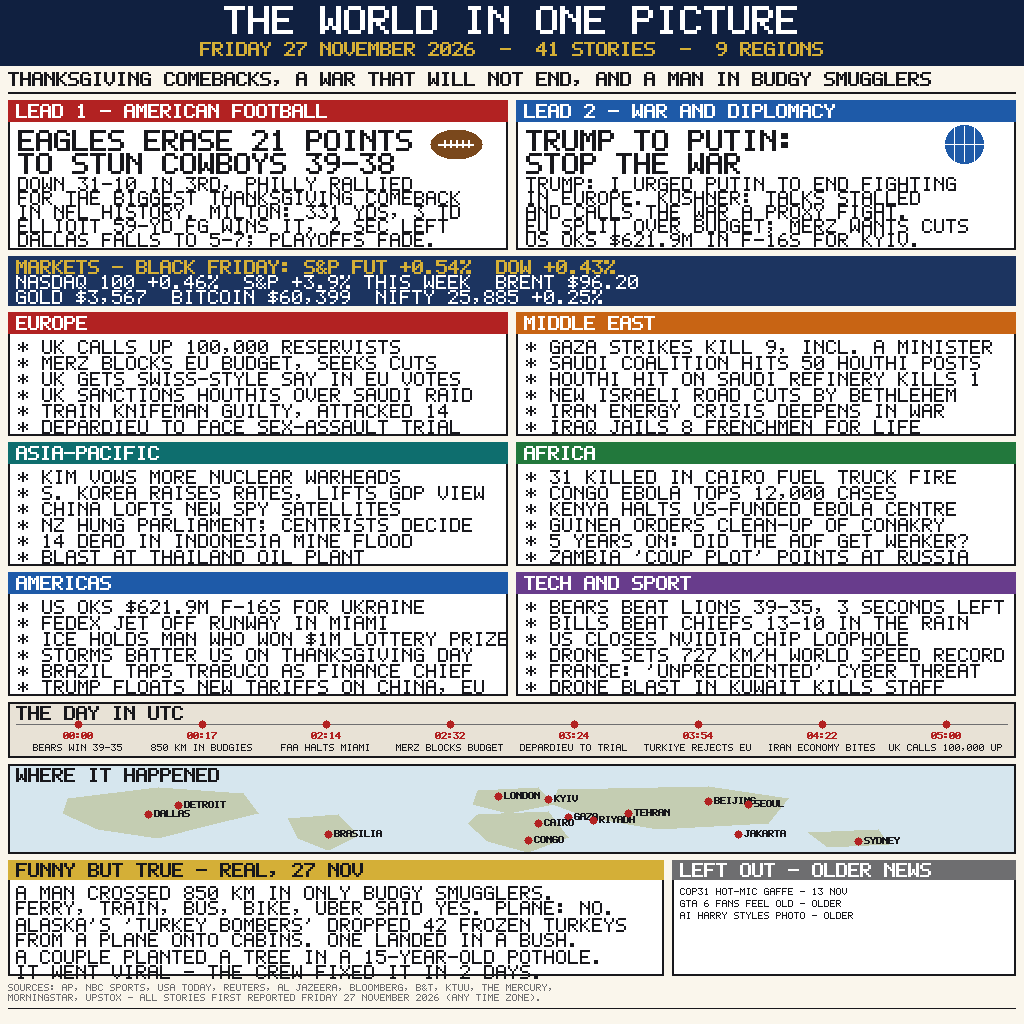 THE WORLD IN ONE PICTURE
FRIDAY 27 NOVEMBER 2026 - 41 STORIES - 9 REGIONS
THANKSGIVING COMEBACKS, A WAR THAT WILL NOT END, AND A MAN IN BUDGY SMUGGLERS
LEAD 1 - AMERICAN FOOTBALL
EAGLES ERASE 21 POINTS
TO STUN COWBOYS 39-38
DOWN 31-10 IN 3RD, PHILLY RALLIED
FOR THE BIGGEST THANKSGIVING COMEBACK
IN NFL HISTORY. MILTON: 331 YDS, 3 TD
ELLIOTT 59-YD FG WINS IT, 2 SEC LEFT
DALLAS FALLS TO 5-7; PLAYOFFS FADE.
LEAD 2 - WAR AND DIPLOMACY
TRUMP TO PUTIN:
STOP THE WAR
TRUMP: I URGED PUTIN TO END FIGHTING
IN EUROPE. KUSHNER: TALKS STALLED
AND CALLS THE WAR A PROXY FIGHT.
EU SPLIT OVER BUDGET; MERZ WANTS CUTS
US OKS $621.9M IN F-16S FOR KYIV.
MARKETS - BLACK FRIDAY: S&P FUT +0.54% DOW +0.43%
NASDAQ 100 +0.46% S&P +3.9% THIS WEEK BRENT $96.20
GOLD $3,567 BITCOIN $60,399 NIFTY 25,885 +0.25%
EUROPE
* UK CALLS UP 100,000 RESERVISTS
* MERZ BLOCKS EU BUDGET, SEEKS CUTS
* UK GETS SWISS-STYLE SAY IN EU VOTES
* UK SANCTIONS HOUTHIS OVER SAUDI RAID
* TRAIN KNIFEMAN GUILTY, ATTACKED 14
* DEPARDIEU TO FACE SEX-ASSAULT TRIAL
MIDDLE EAST
* GAZA STRIKES KILL 9, INCL. A MINISTER
* SAUDI COALITION HITS 50 HOUTHI POSTS
* HOUTHI HIT ON SAUDI REFINERY KILLS 1
* NEW ISRAELI ROAD CUTS BY BETHLEHEM
* IRAN ENERGY CRISIS DEEPENS IN WAR
* IRAQ JAILS 8 FRENCHMEN FOR LIFE
ASIA-PACIFIC
* KIM VOWS MORE NUCLEAR WARHEADS
* S. KOREA RAISES RATES, LIFTS GDP VIEW
* CHINA LOFTS NEW SPY SATELLITES
* NZ HUNG PARLIAMENT; CENTRISTS DECIDE
* 14 DEAD IN INDONESIA MINE FLOOD
* BLAST AT THAILAND OIL PLANT
AFRICA
* 31 KILLED IN CAIRO FUEL TRUCK FIRE
* CONGO EBOLA TOPS 12,000 CASES
* KENYA HALTS US-FUNDED EBOLA CENTRE
* GUINEA ORDERS CLEAN-UP OF CONAKRY
* 5 YEARS ON: DID THE ADF GET WEAKER?
* ZAMBIA 'COUP PLOT' POINTS AT RUSSIA
AMERICAS
* US OKS $621.9M F-16S FOR UKRAINE
* FEDEX JET OFF RUNWAY IN MIAMI
* ICE HOLDS MAN WHO WON $1M LOTTERY PRIZE
* STORMS BATTER US ON THANKSGIVING DAY
* BRAZIL TAPS TRABUCO AS FINANCE CHIEF
* TRUMP FLOATS NEW TARIFFS ON CHINA, EU
TECH AND SPORT
* BEARS BEAT LIONS 39-35, 3 SECONDS LEFT
* BILLS BEAT CHIEFS 13-10 IN THE RAIN
* US CLOSES NVIDIA CHIP LOOPHOLE
* DRONE SETS 727 KM/H WORLD SPEED RECORD
* FRANCE: 'UNPRECEDENTED' CYBER THREAT
* DRONE BLAST IN KUWAIT KILLS STAFF
THE DAY IN UTC
00:00 00:17 02:14 02:32 03:24 03:54 04:22 05:00
BEARS WIN 39-35 850 KM IN BUDGIES FAA HALTS MIAMI MERZ BLOCKS BUDGET DEPARDIEU TO TRIAL TURKIYE REJECTS EU IRAN ECONOMY BITES UK CALLS 100,000 UP
WHERE IT HAPPENED
DETROIT
DALLAS
BRASILIA
LONDON
KYIV
CAIRO
GAZA
RIYADH
TEHRAN
CONGO
BEIJING
SEOUL
JAKARTA
SYDNEY
FUNNY BUT TRUE - REAL, 27 NOV
A MAN CROSSED 850 KM IN ONLY BUDGY SMUGGLERS.
FERRY, TRAIN, BUS, BIKE, UBER SAID YES. PLANE: NO.
ALASKA'S 'TURKEY BOMBERS' DROPPED 42 FROZEN TURKEYS
FROM A PLANE ONTO CABINS. ONE LANDED IN A BUSH.
A COUPLE PLANTED A TREE IN A 15-YEAR-OLD POTHOLE.
IT WENT VIRAL - THE CREW FIXED IT IN 2 DAYS.
LEFT OUT - OLDER NEWS
COP31 HOT-MIC GAFFE - 13 NOV
GTA 6 FANS FEEL OLD - OLDER
AI HARRY STYLES PHOTO - OLDER
SOURCES: AP, NBC SPORTS, USA TODAY, REUTERS, AL JAZEERA, BLOOMBERG, B&T, KTUU, THE MERCURY,
MORNINGSTAR, UPSTOX - ALL STORIES FIRST REPORTED FRIDAY 27 NOVEMBER 2026 (ANY TIME ZONE).